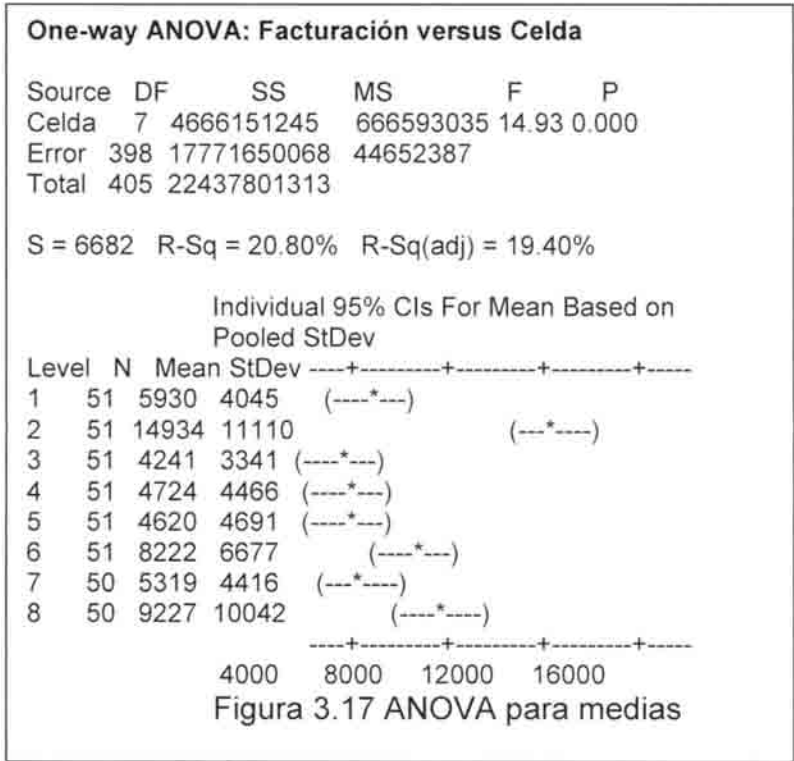 One-way ANOVA: Facturación versus Celda
Source DF SS MS F P
Celda 7 4666151245 666593035 14.93 0.000
Error 398 17771650068 44652387
Total 405 22437801313
S = 6682 R-Sq = 20.80% R-Sq(adj) = 19.40%
Individual 95% CIs For Mean Based on
Pooled StDev
Level N Mean StDev ----+---------+---------+---------+-----
1 51 5930 4045 (----*---)
2 51 14934 11110 (---*----)
3 51 4241 3341 (----*---)
4 51 4724 4466 (----*---)
5 51 4620 4691 (----*---)
6 51 8222 6677 (----*---)
7 50 5319 4416 (---*----)
8 50 9227 10042 (----*----)
----+---------+---------+---------+-----
4000 8000 12000 16000
Figura 3.17 ANOVA para medias